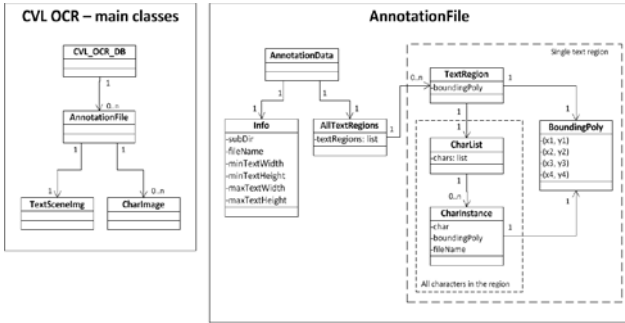 CVL OCR – main classes
CVL_OCR_DB
1
0..n
AnnotationFile
1
1
1
0..n
TextSceneImg
CharImage
AnnotationFile
AnnotationData
1
1
1
1
Info
-subDir
-fileName
-minTextWidth
-minTextHeight
-maxTextWidth
-maxTextHeight
AllTextRegions
-textRegions: list
1
0..n
Single text region
TextRegion
-boundingPoly
1
1
1
1
CharList
-chars: list
1
0..n
CharInstance
-char
-boundingPoly
-fileName
1
1
All characters in the region
BoundingPoly
-(x1, y1)
-(x2, y2)
-(x3, y3)
-(x4, y4)